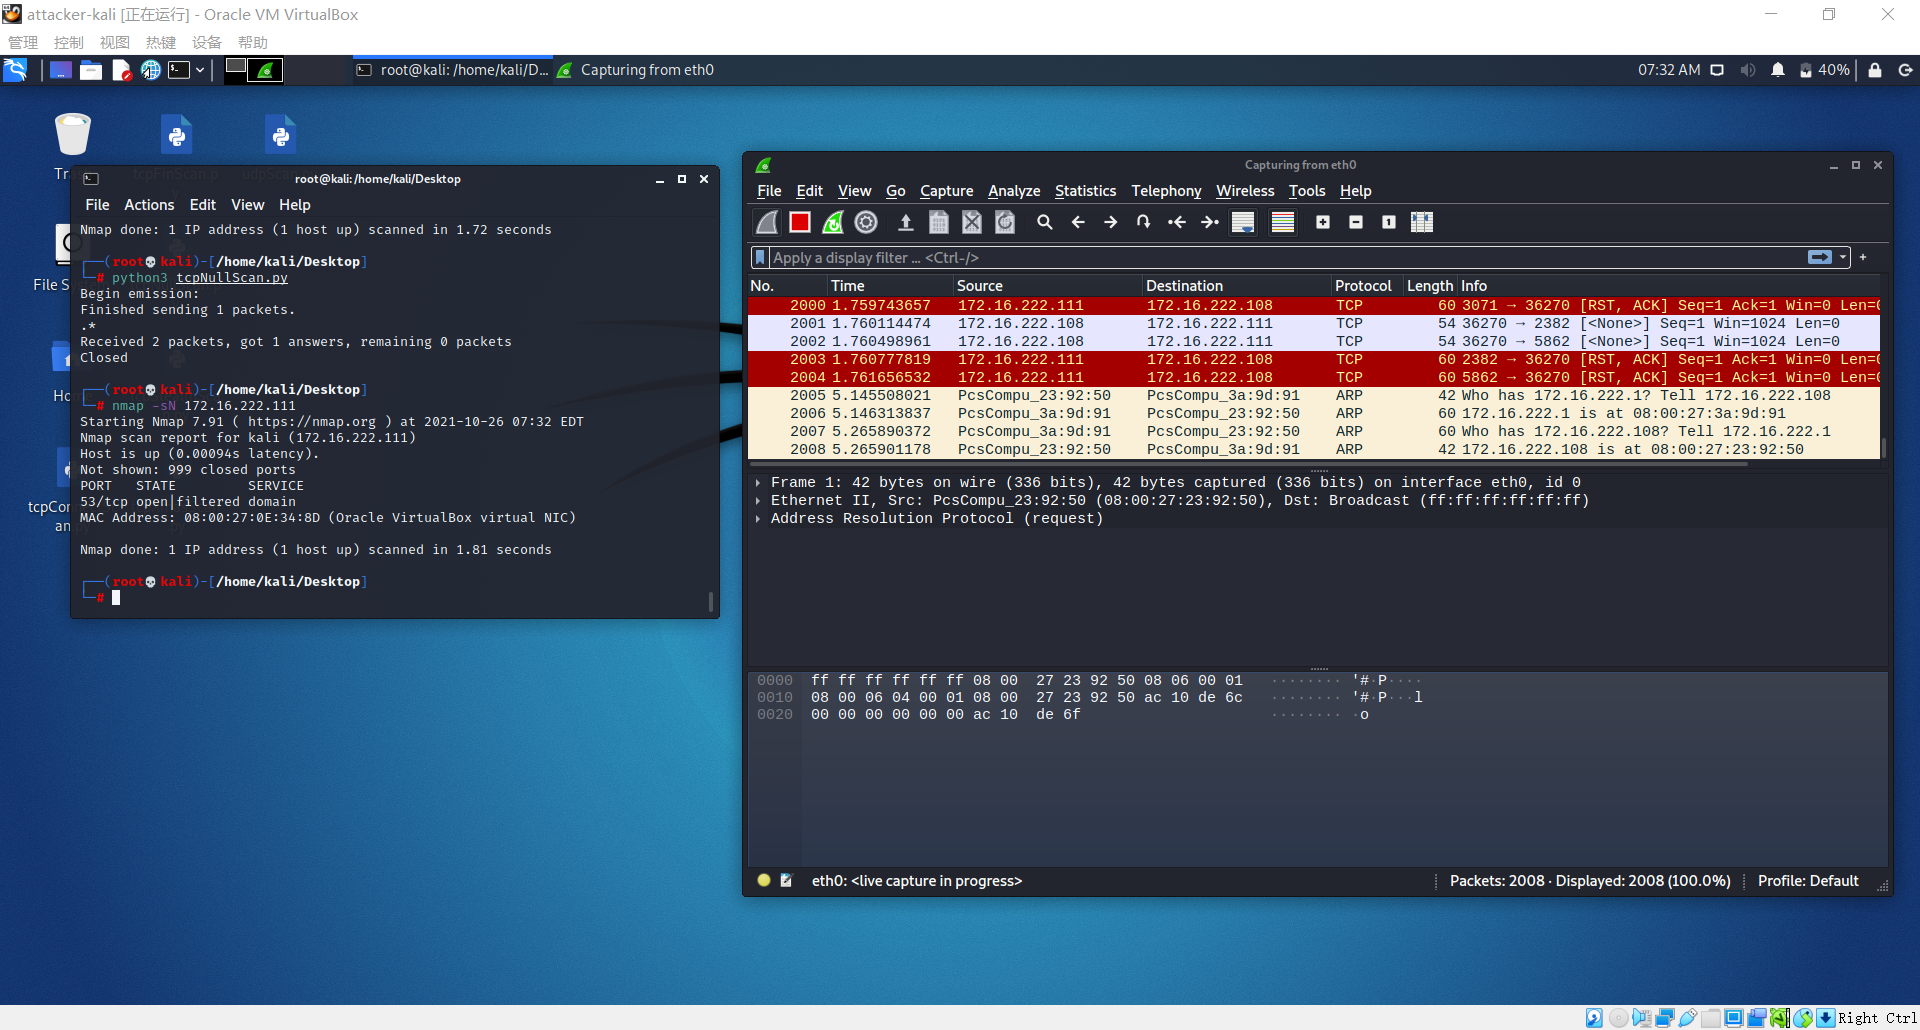 attacker-kali [正在运行] - Oracle VM VirtualBox
管理 控制 视图 热键 设备 帮助
root@kali: /home/kali/D...
Capturing from eth0
07:32 AM
40%
root@kali:/home/kali/Desktop
File Actions Edit View Help
Nmap done: 1 IP address (1 host up) scanned in 1.72 seconds
(root💀kali)-[/home/kali/Desktop]
# python3 tcpNullScan.py
Begin emission:
Finished sending 1 packets.
.*
Received 2 packets, got 1 answers, remaining 0 packets
Closed
(root💀kali)-[/home/kali/Desktop]
# nmap -sN 172.16.222.111
Starting Nmap 7.91 ( https://nmap.org ) at 2021-10-26 07:32 EDT
Nmap scan report for kali (172.16.222.111)
Host is up (0.00094s latency).
Not shown: 999 closed ports
PORT STATE SERVICE
53/tcp open|filtered domain
MAC Address: 08:00:27:0E:34:8D (Oracle VirtualBox virtual NIC)
Nmap done: 1 IP address (1 host up) scanned in 1.81 seconds
(root💀kali)-[/home/kali/Desktop]
#
Capturing from eth0
File Edit View Go Capture Analyze Statistics Telephony Wireless Tools Help
Apply a display filter ... <Ctrl-/>
No. Time Source Destination Protocol Length Info
2000 1.759743657 172.16.222.111 172.16.222.108 TCP 60 3071 → 36270 [RST, ACK] Seq=1 Ack=1 Win=0 Len=0
2001 1.760114474 172.16.222.108 172.16.222.111 TCP 54 36270 → 2382 [<None>] Seq=1 Win=1024 Len=0
2002 1.760498961 172.16.222.108 172.16.222.111 TCP 54 36270 → 5862 [<None>] Seq=1 Win=1024 Len=0
2003 1.760777819 172.16.222.111 172.16.222.108 TCP 60 2382 → 36270 [RST, ACK] Seq=1 Ack=1 Win=0 Len=0
2004 1.761656532 172.16.222.111 172.16.222.108 TCP 60 5862 → 36270 [RST, ACK] Seq=1 Ack=1 Win=0 Len=0
2005 5.145508021 PcsCompu_23:92:50 PcsCompu_3a:9d:91 ARP 42 Who has 172.16.222.1? Tell 172.16.222.108
2006 5.146313837 PcsCompu_3a:9d:91 PcsCompu_23:92:50 ARP 60 172.16.222.1 is at 08:00:27:3a:9d:91
2007 5.265890372 PcsCompu_3a:9d:91 PcsCompu_23:92:50 ARP 60 Who has 172.16.222.108? Tell 172.16.222.1
2008 5.265901178 PcsCompu_23:92:50 PcsCompu_3a:9d:91 ARP 42 172.16.222.108 is at 08:00:27:23:92:50
Frame 1: 42 bytes on wire (336 bits), 42 bytes captured (336 bits) on interface eth0, id 0
Ethernet II, Src: PcsCompu_23:92:50 (08:00:27:23:92:50), Dst: Broadcast (ff:ff:ff:ff:ff:ff)
Address Resolution Protocol (request)
0000 ff ff ff ff ff ff 08 00 27 23 92 50 08 06 00 01 ········ '#·P····
0010 08 00 06 04 00 01 08 00 27 23 92 50 ac 10 de 6c ········ '#·P···l
0020 00 00 00 00 00 00 ac 10 de 6f ········ ·o
eth0: <live capture in progress>
Packets: 2008 · Displayed: 2008 (100.0%)
Profile: Default
Right Ctrl